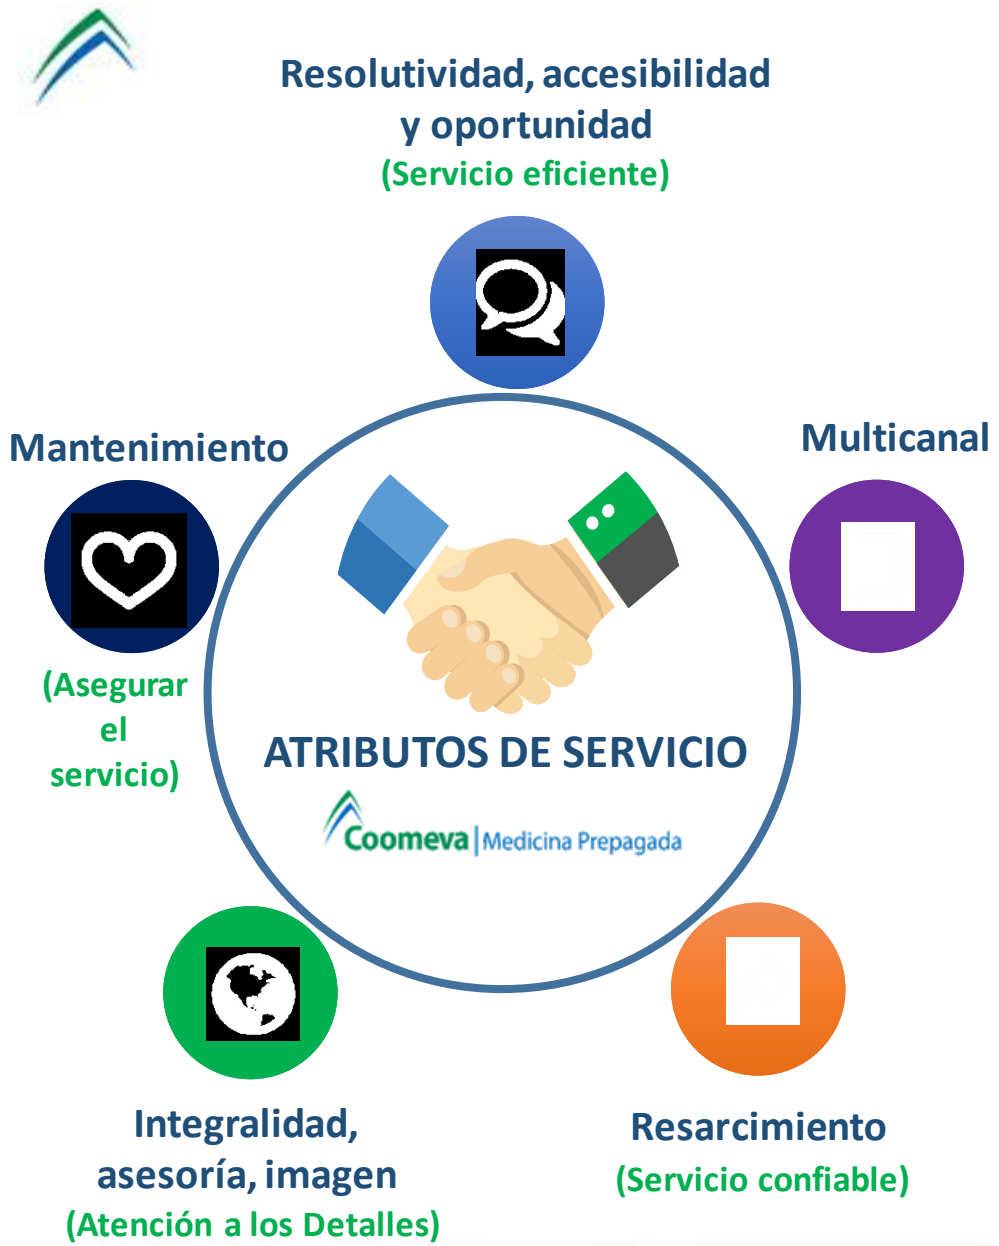 Resolutividad, accesibilidad
y oportunidad
(Servicio eficiente)
Mantenimiento
Multicanal
(Asegurar
el
servicio)
ATRIBUTOS DE SERVICIO
Coomeva | Medicina Prepagada
Integralidad,
asesoría, imagen
(Atención a los Detalles)
Resarcimiento
(Servicio confiable)